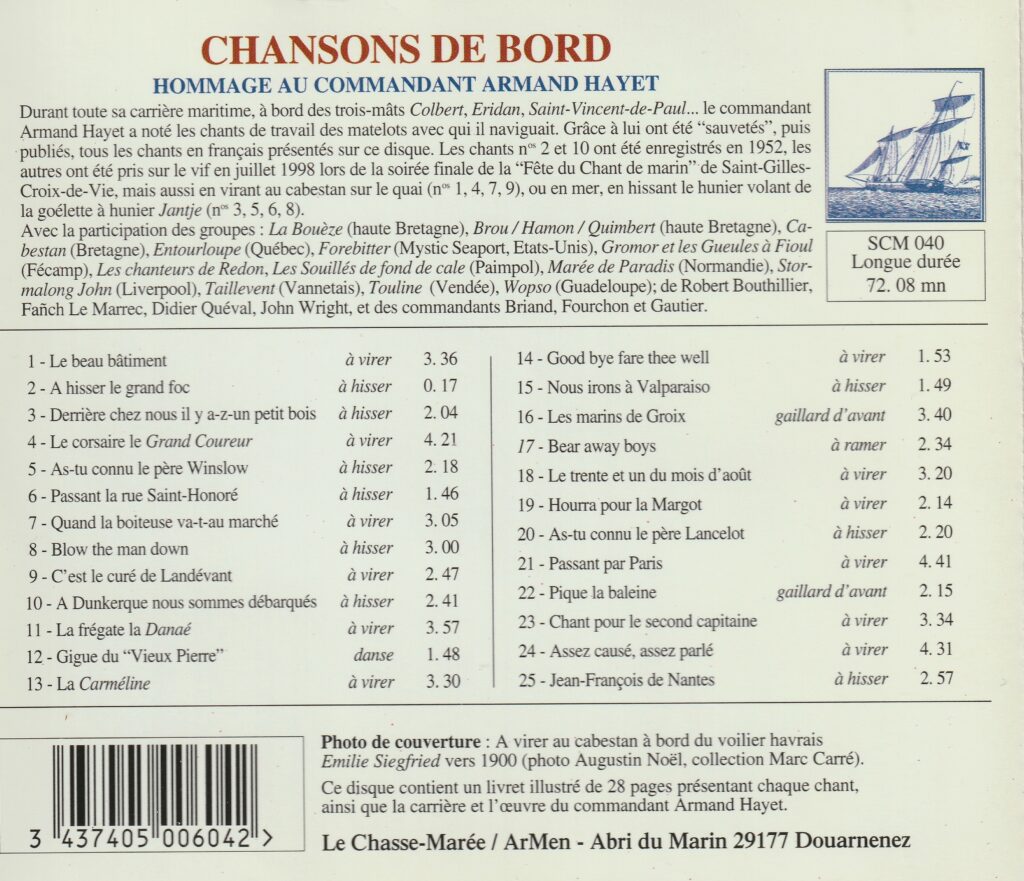 CHANSONS DE BORD
HOMMAGE AU COMMANDANT ARMAND HAYET
Durant toute sa carrière maritime, à bord des trois-mâts Colbert, Eridan, Saint-Vincent-de-Paul... le commandant
Armand Hayet a noté les chants de travail des matelots avec qui il naviguait. Grâce à lui ont été “sauvetés”, puis
publiés, tous les chants en français présentés sur ce disque. Les chants nos 2 et 10 ont été enregistrés en 1952, les
autres ont été pris sur le vif en juillet 1998 lors de la soirée finale de la “Fête du Chant de marin” de Saint-Gilles-
Croix-de-Vie, mais aussi en virant au cabestan sur le quai (nos 1, 4, 7, 9), ou en mer, en hissant le hunier volant de
la goélette à hunier Jantje (nos 3, 5, 6, 8).
Avec la participation des groupes : La Bouèze (haute Bretagne), Brou / Hamon / Quimbert (haute Bretagne), Ca-
bestan (Bretagne), Entourloupe (Québec), Forebitter (Mystic Seaport, Etats-Unis), Gromor et les Gueules à Fioul
(Fécamp), Les chanteurs de Redon, Les Souillés de fond de cale (Paimpol), Marée de Paradis (Normandie), Stor-
malong John (Liverpool), Taillevent (Vannetais), Touline (Vendée), Wopso (Guadeloupe); de Robert Bouthillier,
Fañch Le Marrec, Didier Quéval, John Wright, et des commandants Briand, Fourchon et Gautier.
SCM 040
Longue durée
72. 08 mn
1 - Le beau bâtiment à virer 3. 36
2 - A hisser le grand foc à hisser 0. 17
3 - Derrière chez nous il y a-z-un petit bois à hisser 2. 04
4 - Le corsaire le Grand Coureur à virer 4. 21
5 - As-tu connu le père Winslow à hisser 2. 18
6 - Passant la rue Saint-Honoré à hisser 1. 46
7 - Quand la boiteuse va-t-au marché à virer 3. 05
8 - Blow the man down à hisser 3. 00
9 - C’est le curé de Landévant à virer 2. 47
10 - A Dunkerque nous sommes débarqués à hisser 2. 41
11 - La frégate la Danaé à virer 3. 57
12 - Gigue du “Vieux Pierre” danse 1. 48
13 - La Carméline à virer 3. 30
14 - Good bye fare thee well à virer 1. 53
15 - Nous irons à Valparaiso à hisser 1. 49
16 - Les marins de Groix gaillard d’avant 3. 40
17 - Bear away boys à ramer 2. 34
18 - Le trente et un du mois d’août à virer 3. 20
19 - Hourra pour la Margot à virer 2. 14
20 - As-tu connu le père Lancelot à hisser 2. 20
21 - Passant par Paris à virer 4. 41
22 - Pique la baleine gaillard d’avant 2. 15
23 - Chant pour le second capitaine à virer 3. 34
24 - Assez causé, assez parlé à virer 4. 31
25 - Jean-François de Nantes à hisser 2. 57
Photo de couverture : A virer au cabestan à bord du voilier havrais
Emilie Siegfried vers 1900 (photo Augustin Noël, collection Marc Carré).
Ce disque contient un livret illustré de 28 pages présentant chaque chant,
ainsi que la carrière et l’œuvre du commandant Armand Hayet.
Le Chasse-Marée / ArMen - Abri du Marin 29177 Douarnenez
3 437405 006042 >